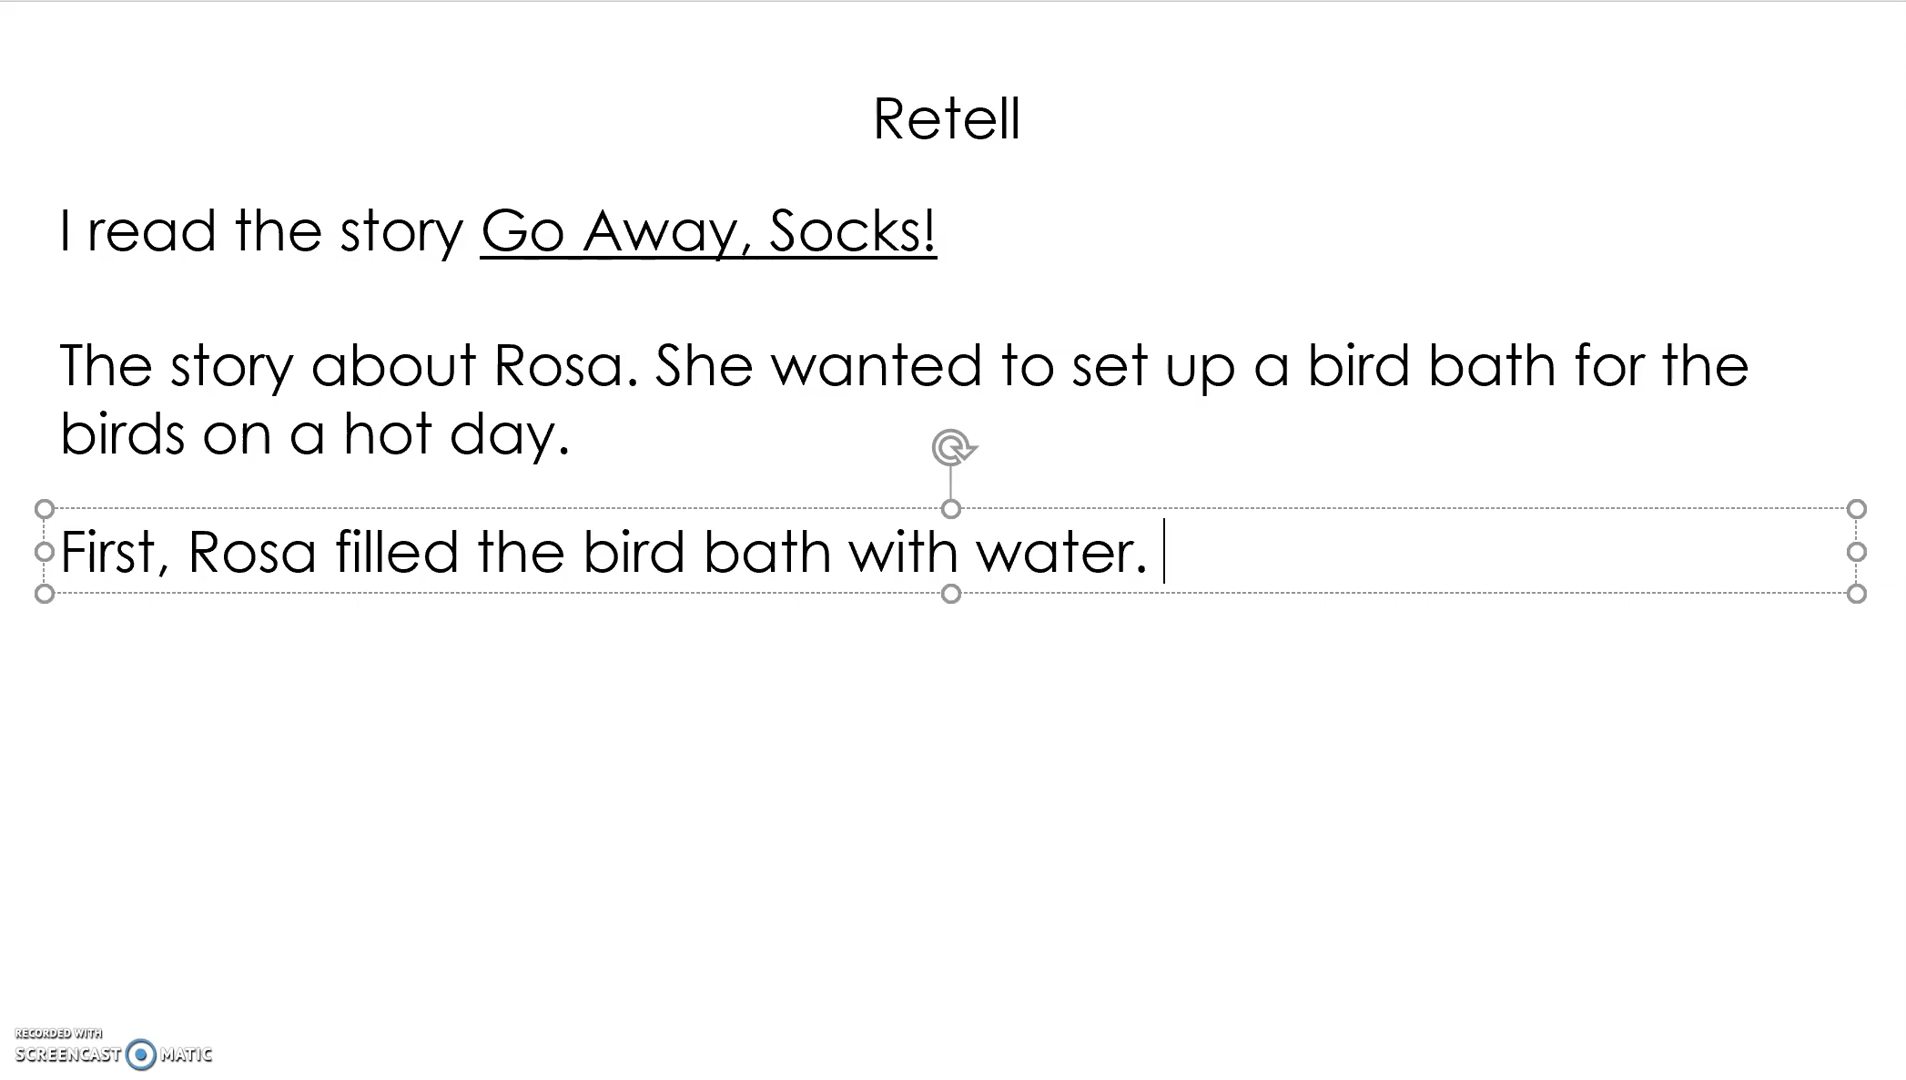 Retell
I read the story Go Away, Socks!
The story about Rosa. She wanted to set up a bird bath for the
birds on a hot day.
First, Rosa filled the bird bath with water.
RECORDED WITH
SCREENCAST MATIC